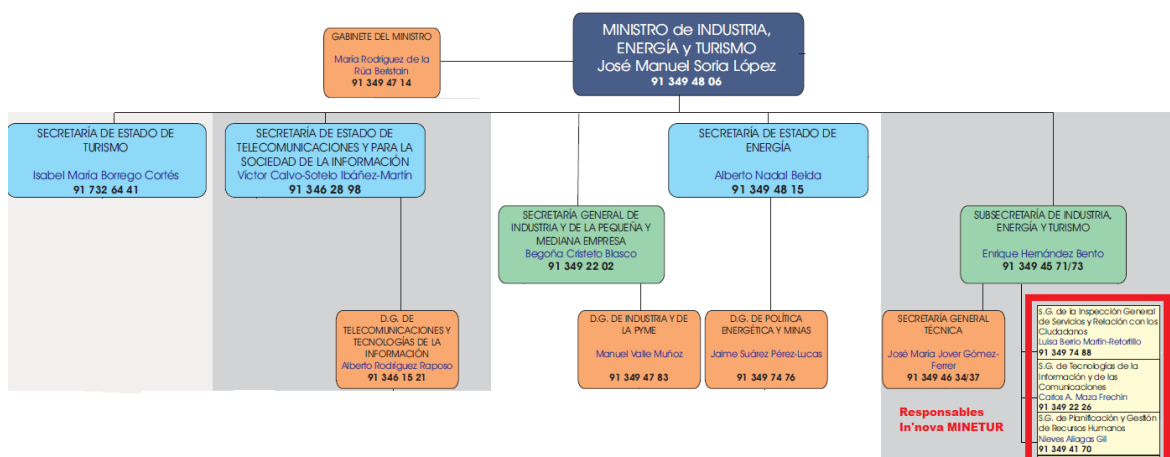 GABINETE DEL MINISTRO
María Rodríguez de la
Rúa Beristain
91 349 47 14
MINISTRO de INDUSTRIA,
ENERGÍA y TURISMO
José Manuel Soria López
91 349 48 06
SECRETARÍA DE ESTADO DE
TURISMO
Isabel María Borrego Cortés
91 732 64 41
SECRETARÍA DE ESTADO DE
TELECOMUNICACIONES Y PARA LA
SOCIEDAD DE LA INFORMACIÓN
Víctor Calvo-Sotelo Ibáñez-Martín
91 346 28 98
SECRETARÍA DE ESTADO DE
ENERGÍA
Alberto Nadal Belda
91 349 48 15
SECRETARÍA GENERAL DE
INDUSTRIA Y DE LA PEQUEÑA Y
MEDIANA EMPRESA
Begoña Cristeto Blasco
91 349 22 02
SUBSECRETARÍA DE INDUSTRIA,
ENERGÍA Y TURISMO
Enrique Hernández Bento
91 349 45 71/73
D.G. DE
TELECOMUNICACIONES Y
TECNOLOGÍAS DE LA
INFORMACIÓN
Alberto Rodríguez Raposo
91 346 15 21
D.G. DE INDUSTRIA Y DE
LA PYME
Manuel Valle Muñoz
91 349 47 83
D.G. DE POLÍTICA
ENERGÉTICA Y MINAS
Jaime Suárez Pérez-Lucas
91 349 74 76
SECRETARÍA GENERAL
TÉCNICA
José María Jover Gómez-
Ferrer
91 349 46 34/37
S.G. de la Inspección General
de Servicios y Relación con los
Ciudadanos
Luisa Berrio Martín-Retortillo
91 349 74 88
S.G. de Tecnologías de la
Información y de las
Comunicaciones
Carlos A. Maza Frechín
91 349 22 26
S.G. de Planificación y Gestión
de Recursos Humanos
Nieves Aliagas Gil
91 349 41 70
Responsables
In'nova MINETUR